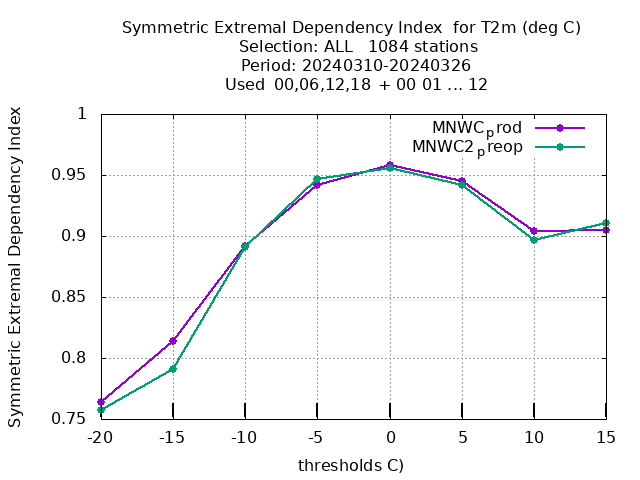 Symmetric Extremal Dependency Index  for T2m (deg C)
Selection: ALL   1084 stations
Period: 20240310-20240326
Used  00,06,12,18  + 00 01 ... 12
Symmetric Extremal Dependency Index
MNWCprod
MNWC2preop
1
0.95
0.9
0.85
0.8
0.75
-20 -15 -10 -5 0 5 10 15
thresholds C)